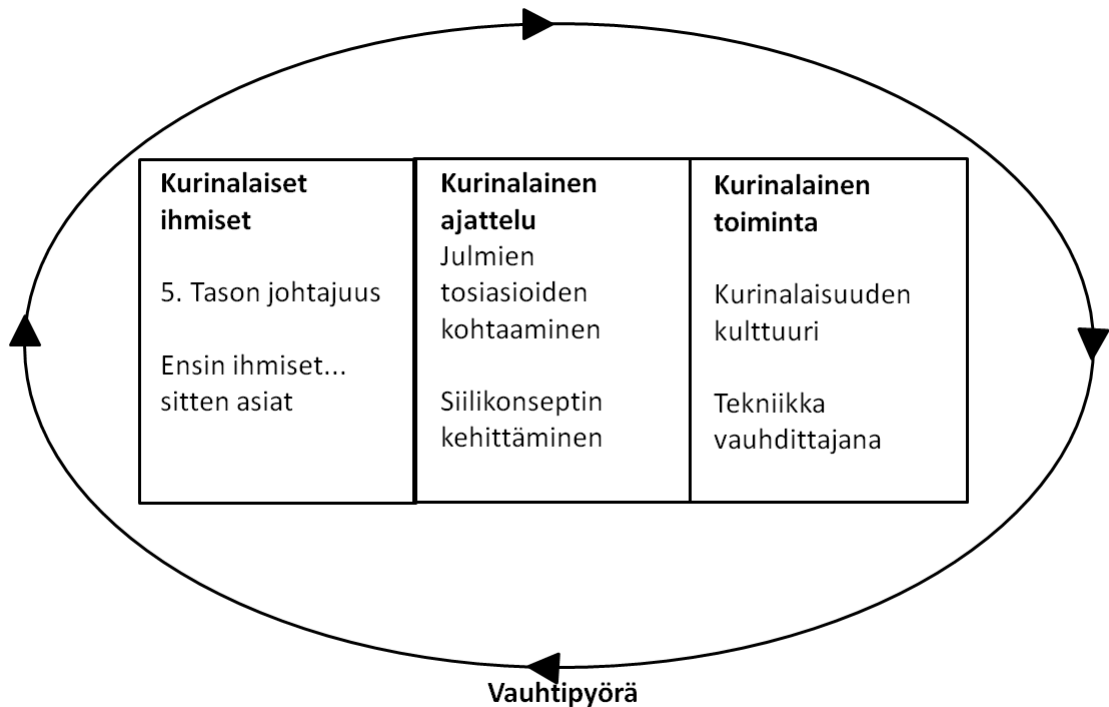 Kurinalaiset
ihmiset
5. Tason johtajuus
Ensin ihmiset...
sitten asiat
Kurinalainen
ajattelu
Julmien
tosiasioiden
kohtaaminen
Siilikonseptin
kehittäminen
Kurinalainen
toiminta
Kurinalaisuuden
kulttuuri
Tekniikka
vauhdittajana
Vauhtipyörä